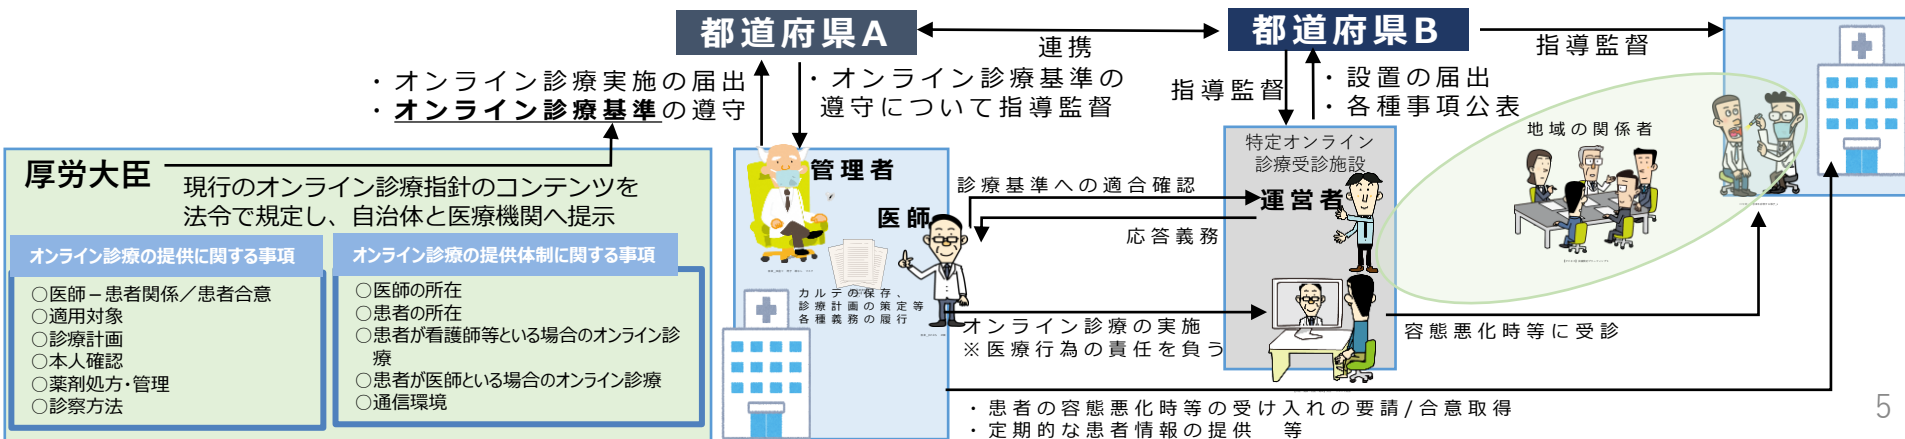 都道府県A
連携
都道府県B
指導監督
・オンライン診療実施の届出
・オンライン診療基準の遵守
・オンライン診療基準の
遵守について指導監督
指導監督
・設置の届出
・各種事項公表
厚労大臣
現行のオンライン診療指針のコンテンツを
法令で規定し、自治体と医療機関へ提示
オンライン診療の提供に関する事項
○医師－患者関係／患者合意
○適用対象
○診療計画
○本人確認
○薬剤処方・管理
○診察方法
オンライン診療の提供体制に関する事項
○医師の所在
○患者の所在
○患者が看護師等といる場合のオンライン診
療
○患者が医師といる場合のオンライン診療
○通信環境
管理者
医師
カルテの保存、
診療計画の策定等
各種義務の履行
診療基準への適合確認
応答義務
オンライン診療の実施
※医療行為の責任を負う
特定オンライン
診療受診施設
運営者
地域の関係者
容態悪化時等に受診
・患者の容態悪化時等の受け入れの要請/合意取得
・定期的な患者情報の提供　等
5